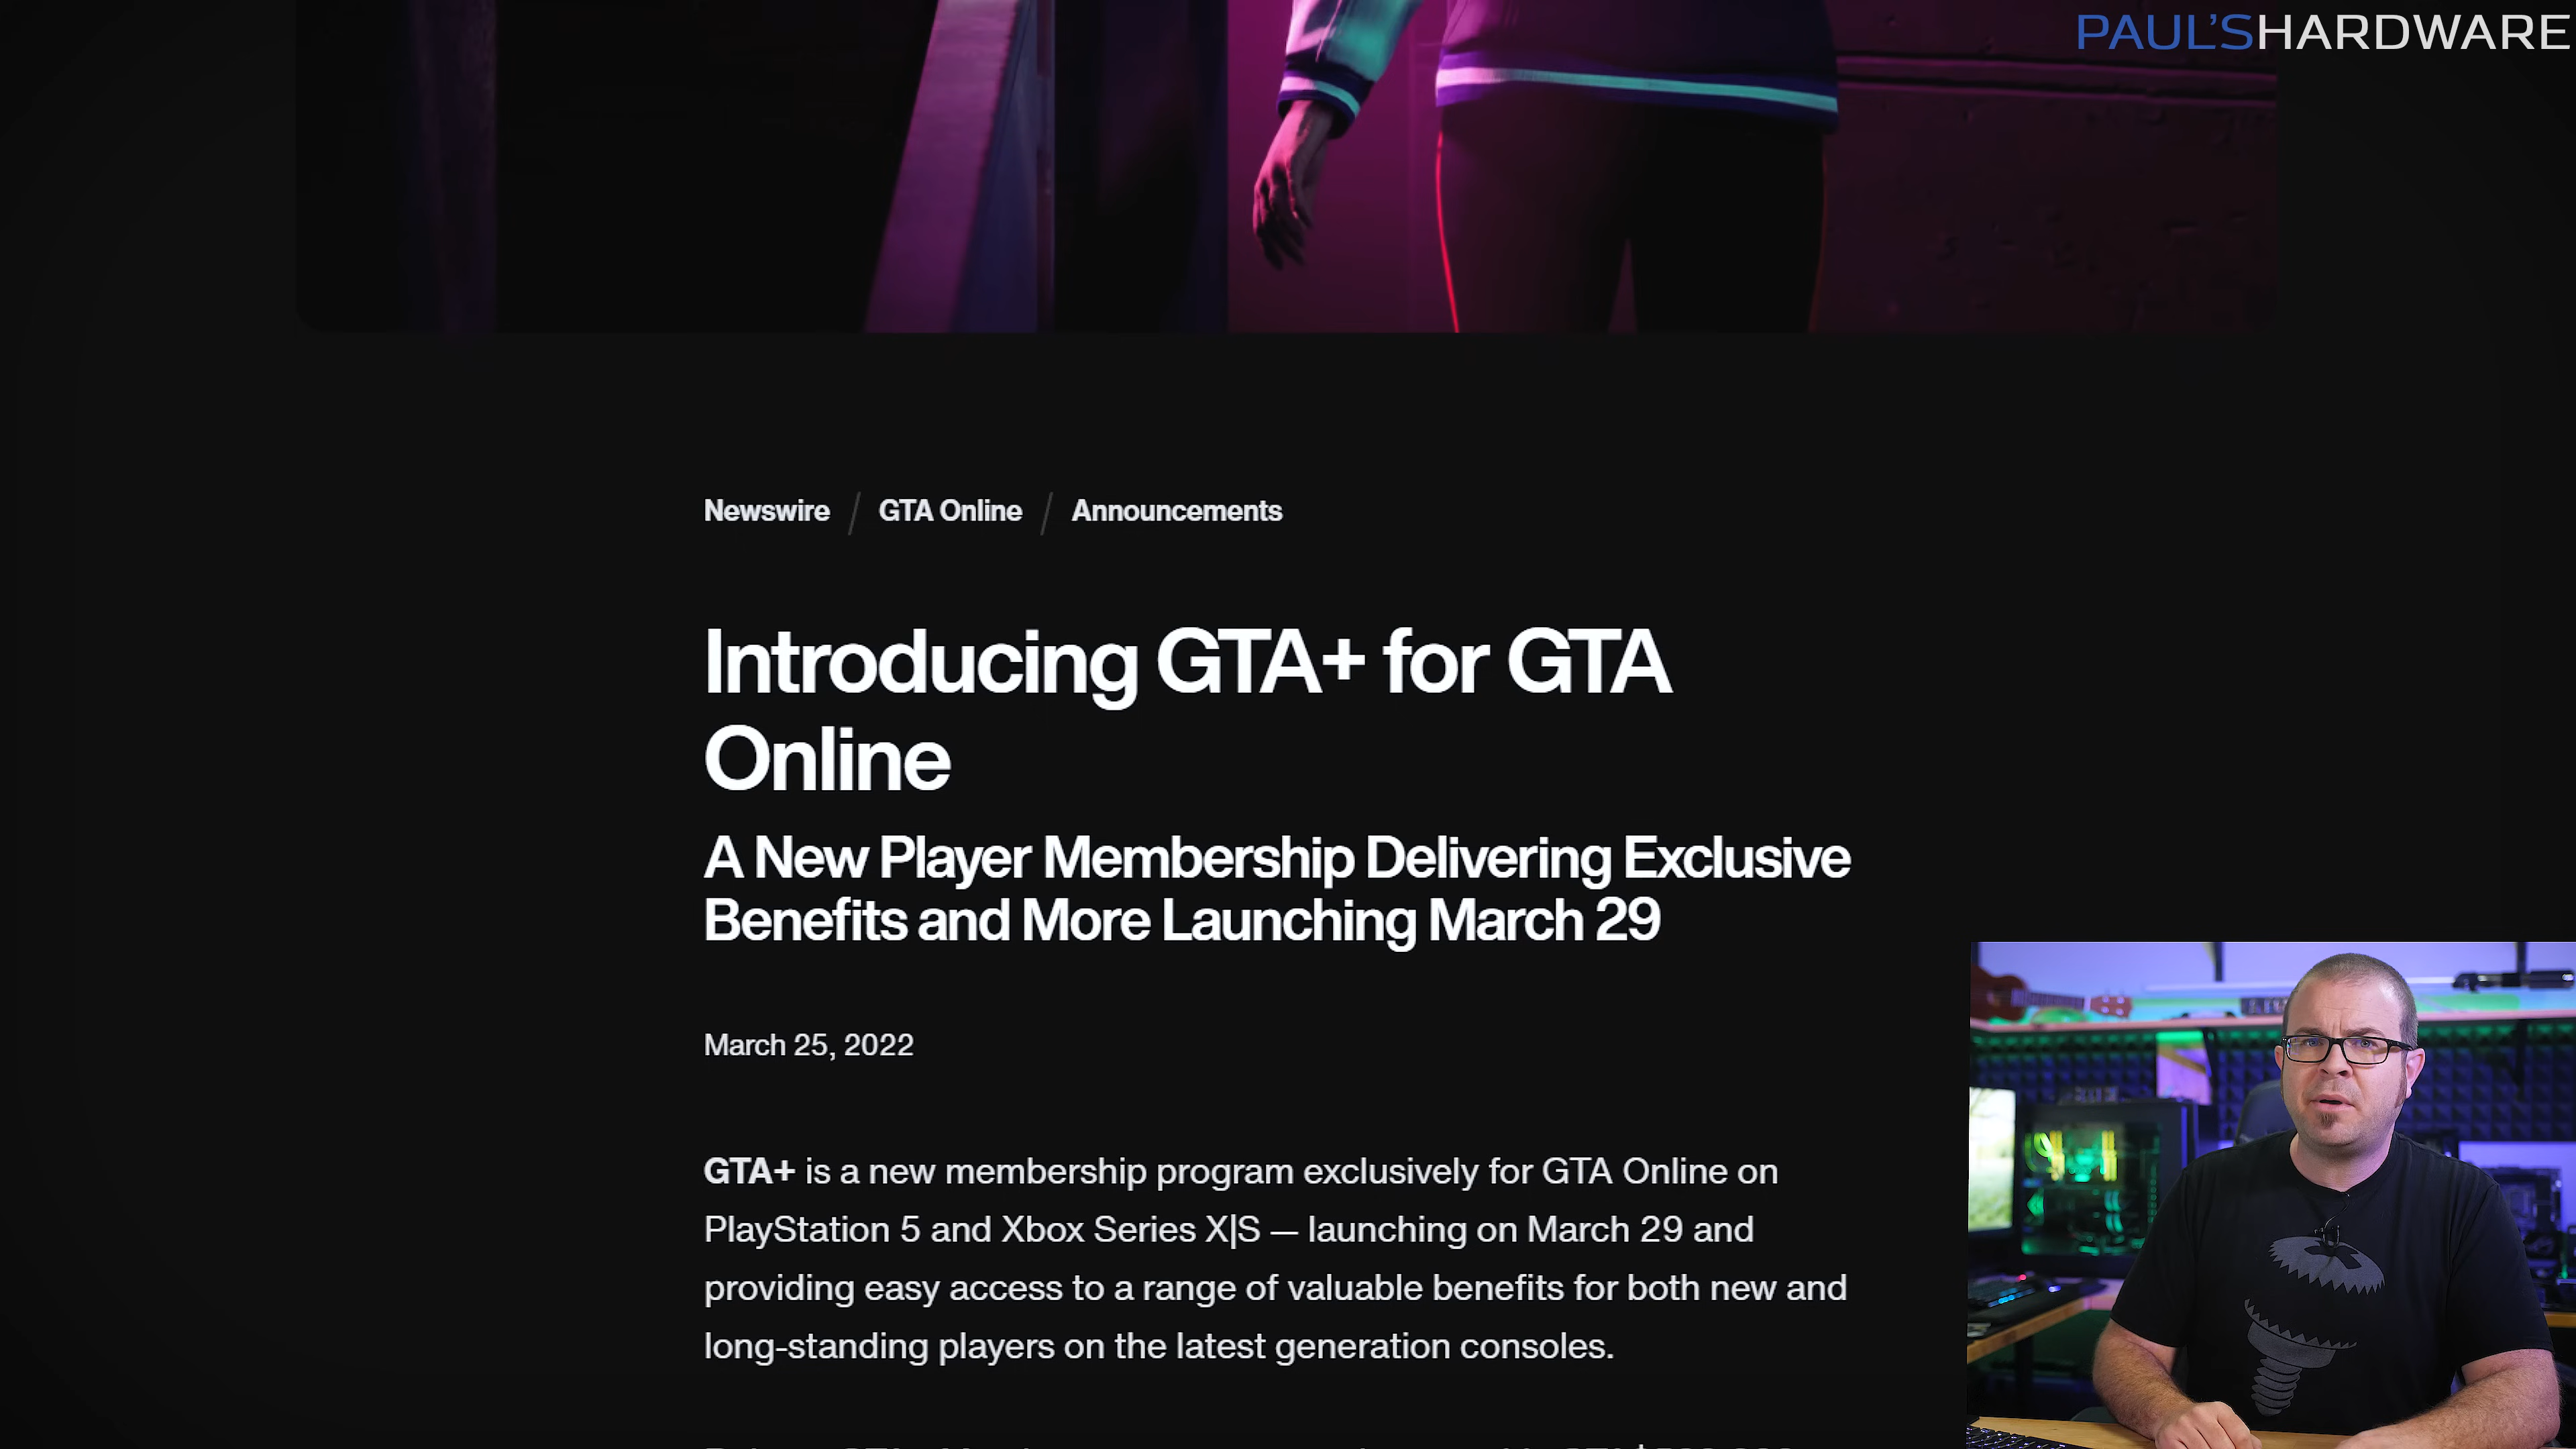 PAUL'SHARDWARE
Newswire / GTA Online / Announcements
Introducing GTA+ for GTA
Online
A New Player Membership Delivering Exclusive
Benefits and More Launching March 29
March 25, 2022
GTA+ is a new membership program exclusively for GTA Online on
PlayStation 5 and Xbox Series X|S — launching on March 29 and
providing easy access to a range of valuable benefits for both new and
long-standing players on the latest generation consoles.